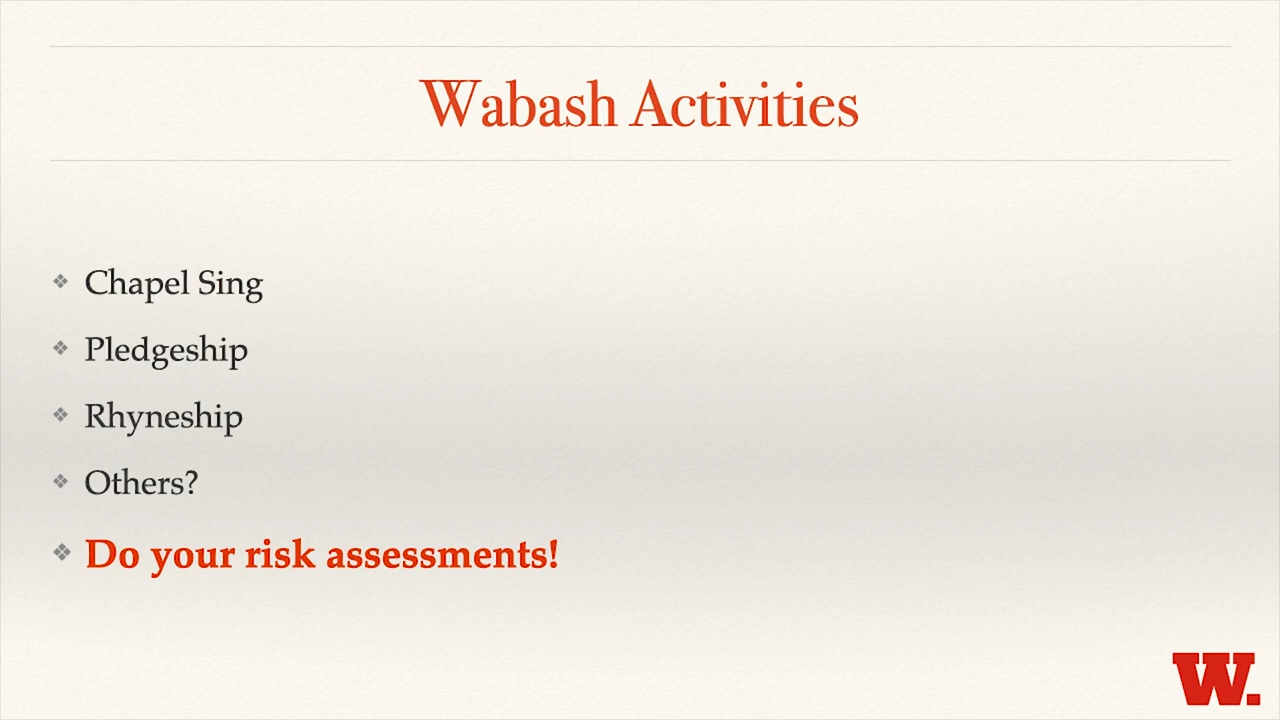 Wabash Activities
❖ Chapel Sing
❖ Pledgeship
❖ Rhyneship
❖ Others?
❖ Do your risk assessments!
W.